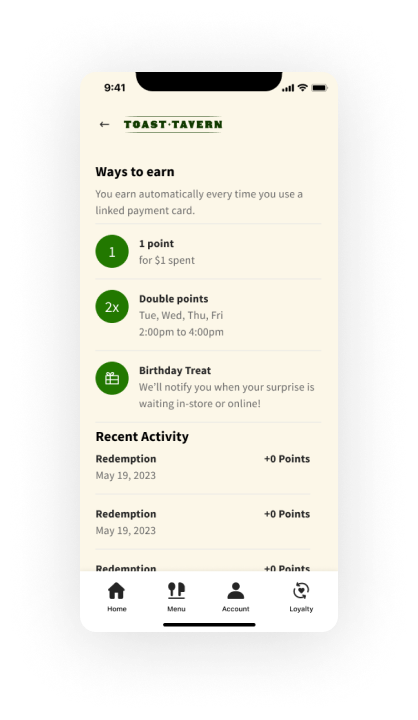 9:41
← TOAST·TAVERN
Ways to earn
You earn automatically every time you use a
linked payment card.
1
1 point
for $1 spent
2x
Double points
Tue, Wed, Thu, Fri
2:00pm to 4:00pm
Birthday Treat
We'll notify you when your surprise is
waiting in-store or online!
Recent Activity
Redemption +0 Points
May 19, 2023
Redemption +0 Points
May 19, 2023
Redemption +0 Points
Home Menu Account Loyalty